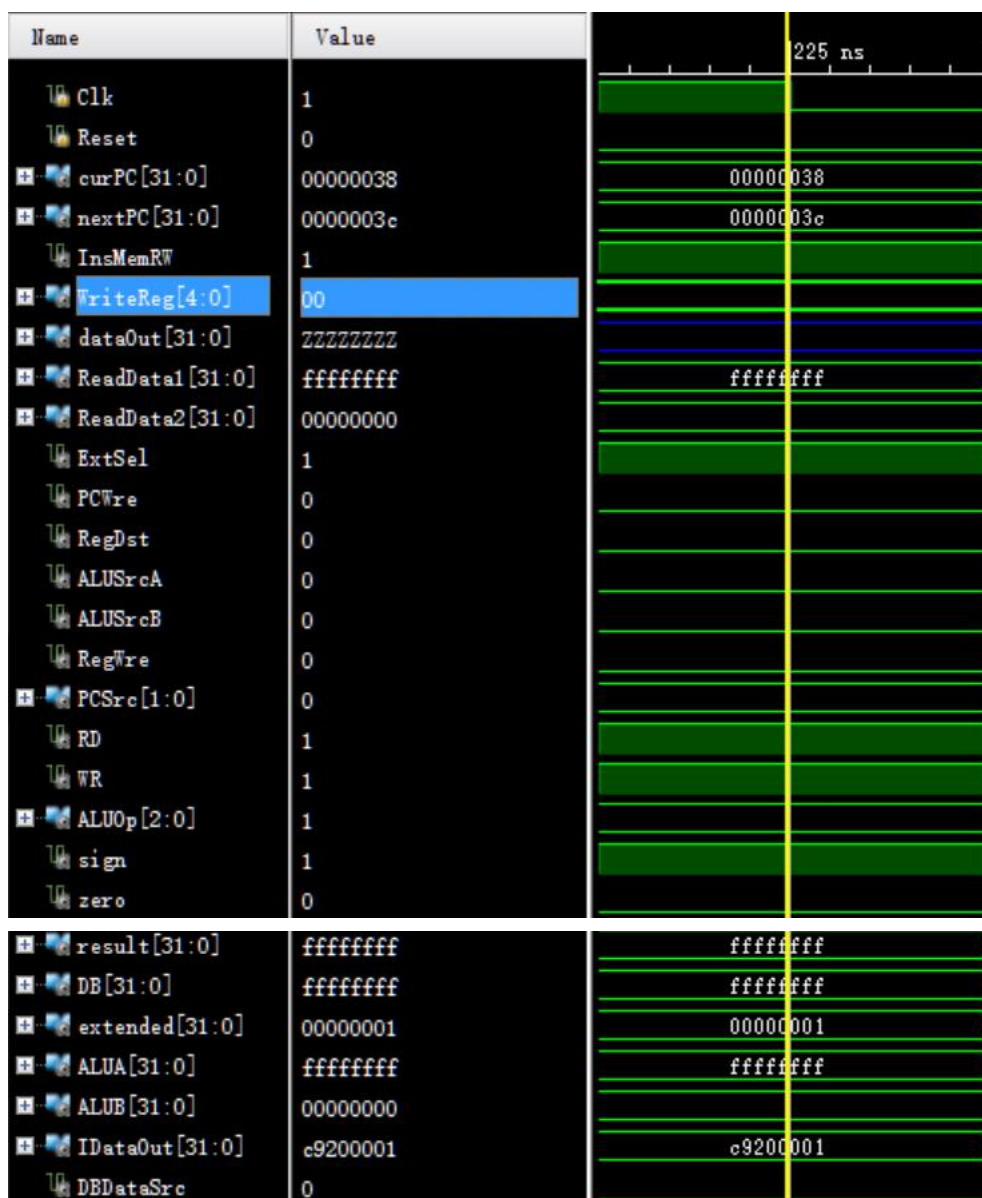 Name Value 225 ns
Clk 1
Reset 0
curPC[31:0] 00000038 00000038
nextPC[31:0] 0000003c 0000003c
InsMemRW 1
WriteReg[4:0] 00
dataOut[31:0] ZZZZZZZZ
ReadData1[31:0] ffffffff ffffffff
ReadData2[31:0] 00000000
ExtSel 1
PCWre 0
RegDst 0
ALUSrcA 0
ALUSrcB 0
RegWre 0
PCSrc[1:0] 0
RD 1
WR 1
ALUOp[2:0] 1
sign 1
zero 0
result[31:0] ffffffff ffffffff
DB[31:0] ffffffff ffffffff
extended[31:0] 00000001 00000001
ALUA[31:0] ffffffff ffffffff
ALUB[31:0] 00000000
IDataOut[31:0] c9200001 c9200001
DBDataSrc 0